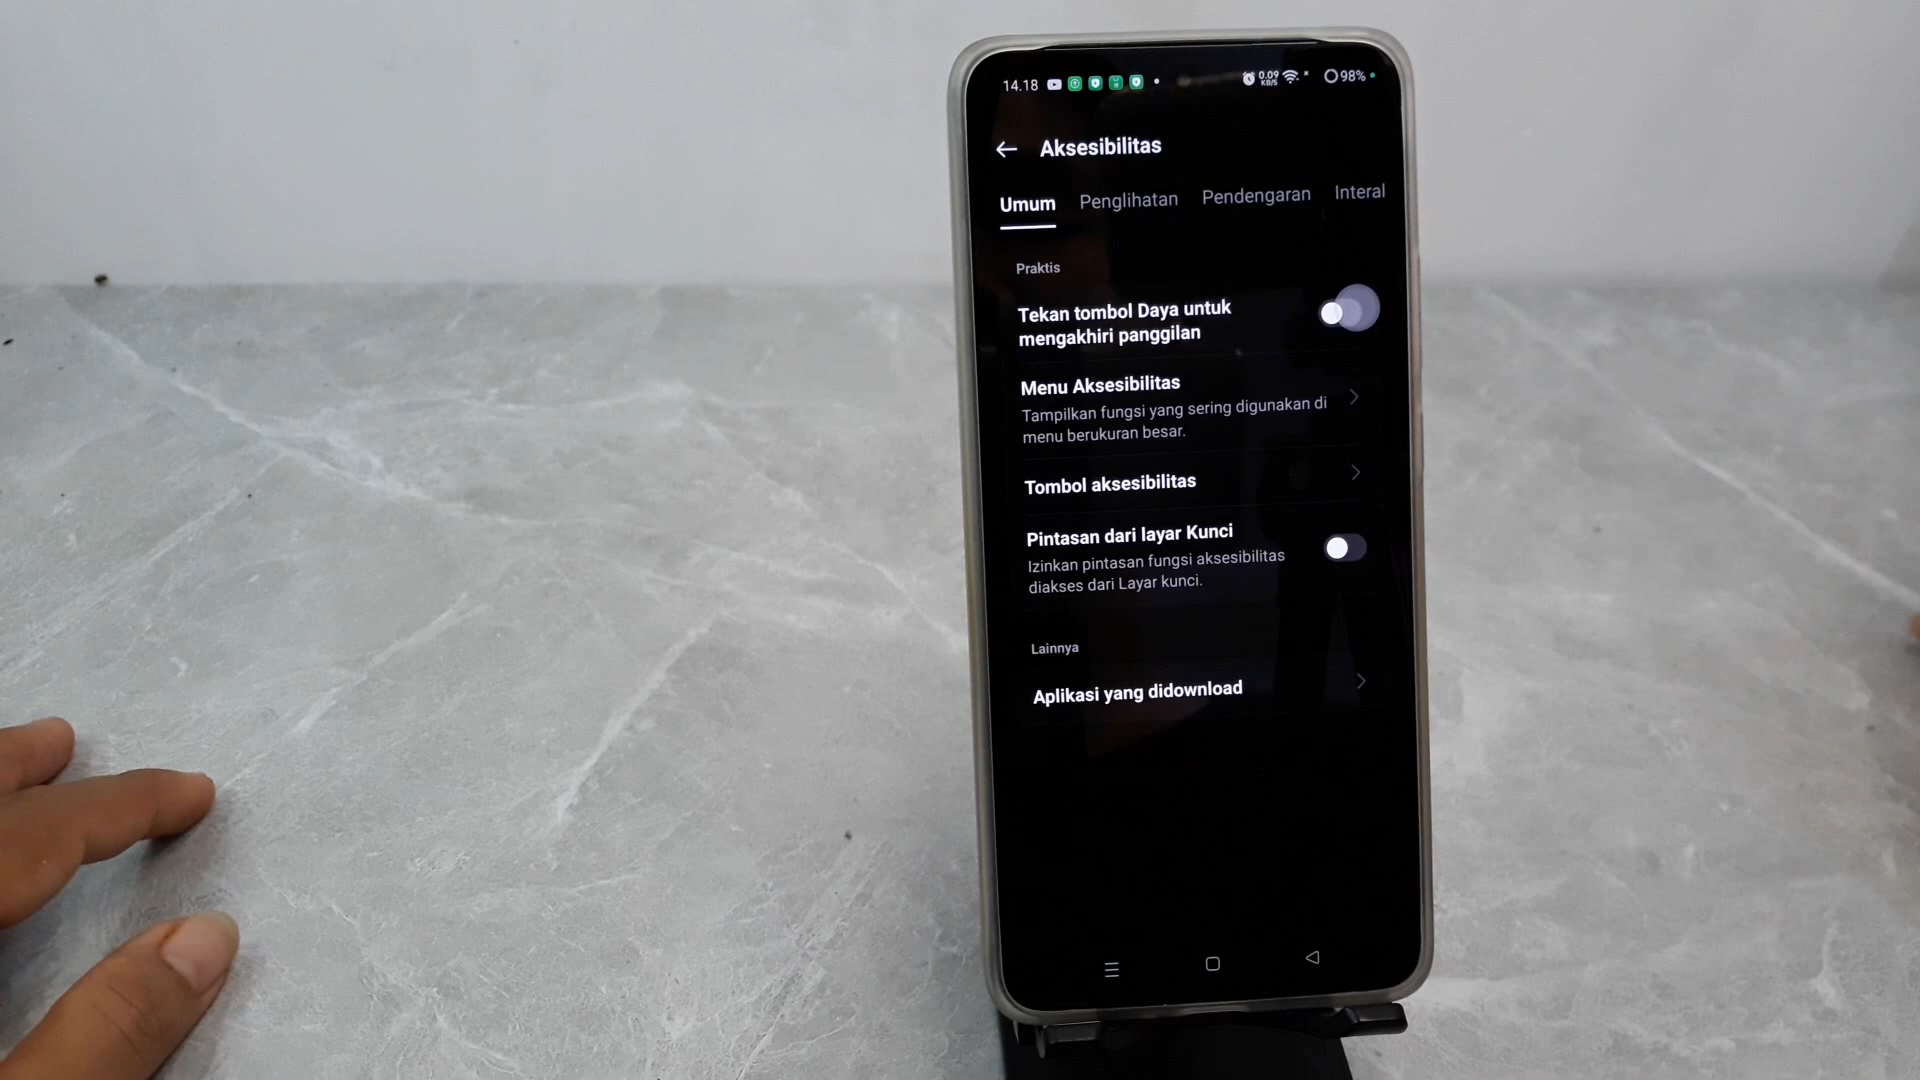 14.18 0.09 KB/S 98%
Aksesibilitas
Umum Penglihatan Pendengaran Interal
Praktis
Tekan tombol Daya untuk
mengakhiri panggilan
Menu Aksesibilitas
Tampilkan fungsi yang sering digunakan di
menu berukuran besar.
Tombol aksesibilitas
Pintasan dari layar Kunci
Izinkan pintasan fungsi aksesibilitas
diakses dari Layar kunci.
Lainnya
Aplikasi yang didownload